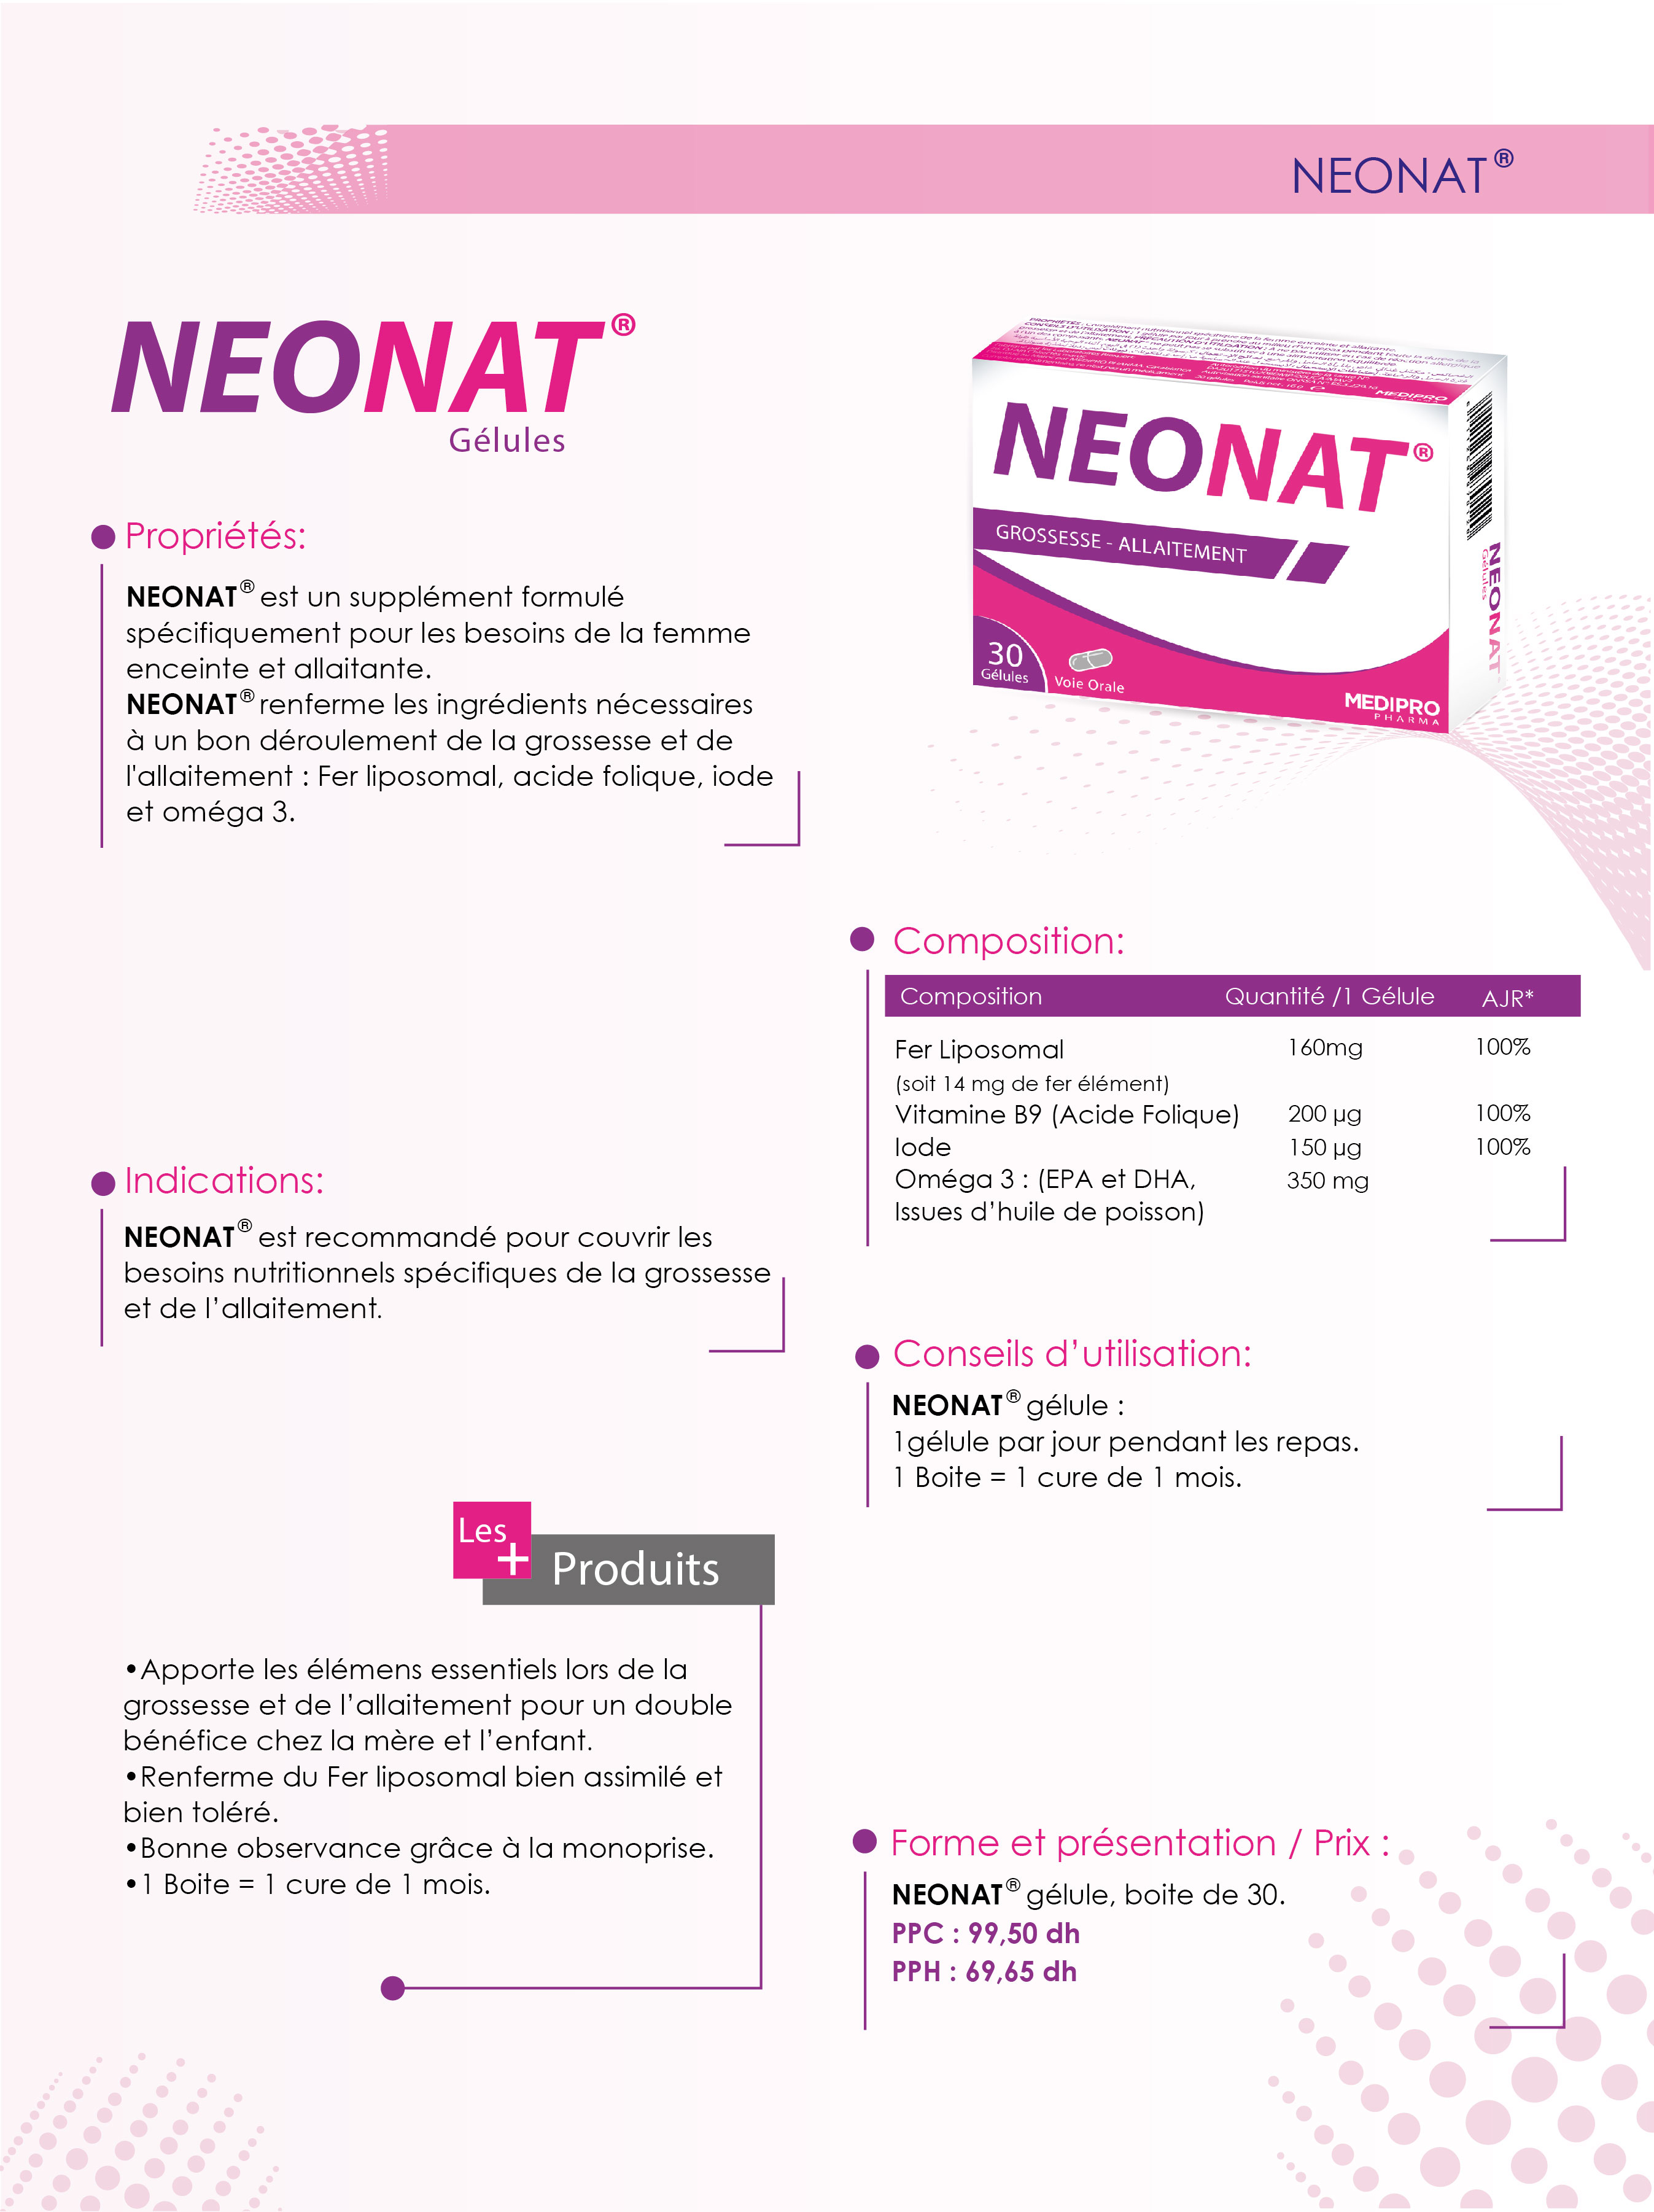 NEONAT®
NEONAT®
Gélules
Propriétés:
NEONAT® est un supplément formulé
spécifiquement pour les besoins de la femme
enceinte et allaitante.
NEONAT® renferme les ingrédients nécessaires
à un bon déroulement de la grossesse et de
l'allaitement : Fer liposomal, acide folique, iode
et oméga 3.
NEONAT®
GROSSESSE - ALLAITEMENT
30
Gélules
Voie Orale
MEDIPRO
PHARMA
MEDIPRO
NEONAT
Gélules
Composition:
Composition Quantité /1 Gélule AJR*
Fer Liposomal 160mg 100%
(soit 14 mg de fer élément)
Vitamine B9 (Acide Folique) 200 µg 100%
Iode 150 µg 100%
Oméga 3 : (EPA et DHA, 350 mg
Issues d’huile de poisson)
Indications:
NEONAT® est recommandé pour couvrir les
besoins nutritionnels spécifiques de la grossesse
et de l’allaitement.
Conseils d’utilisation:
NEONAT® gélule :
1gélule par jour pendant les repas.
1 Boite = 1 cure de 1 mois.
Les +
Produits
•Apporte les élémens essentiels lors de la
grossesse et de l’allaitement pour un double
bénéfice chez la mère et l’enfant.
•Renferme du Fer liposomal bien assimilé et
bien toléré.
•Bonne observance grâce à la monoprise.
•1 Boite = 1 cure de 1 mois.
Forme et présentation / Prix :
NEONAT® gélule, boite de 30.
PPC : 99,50 dh
PPH : 69,65 dh